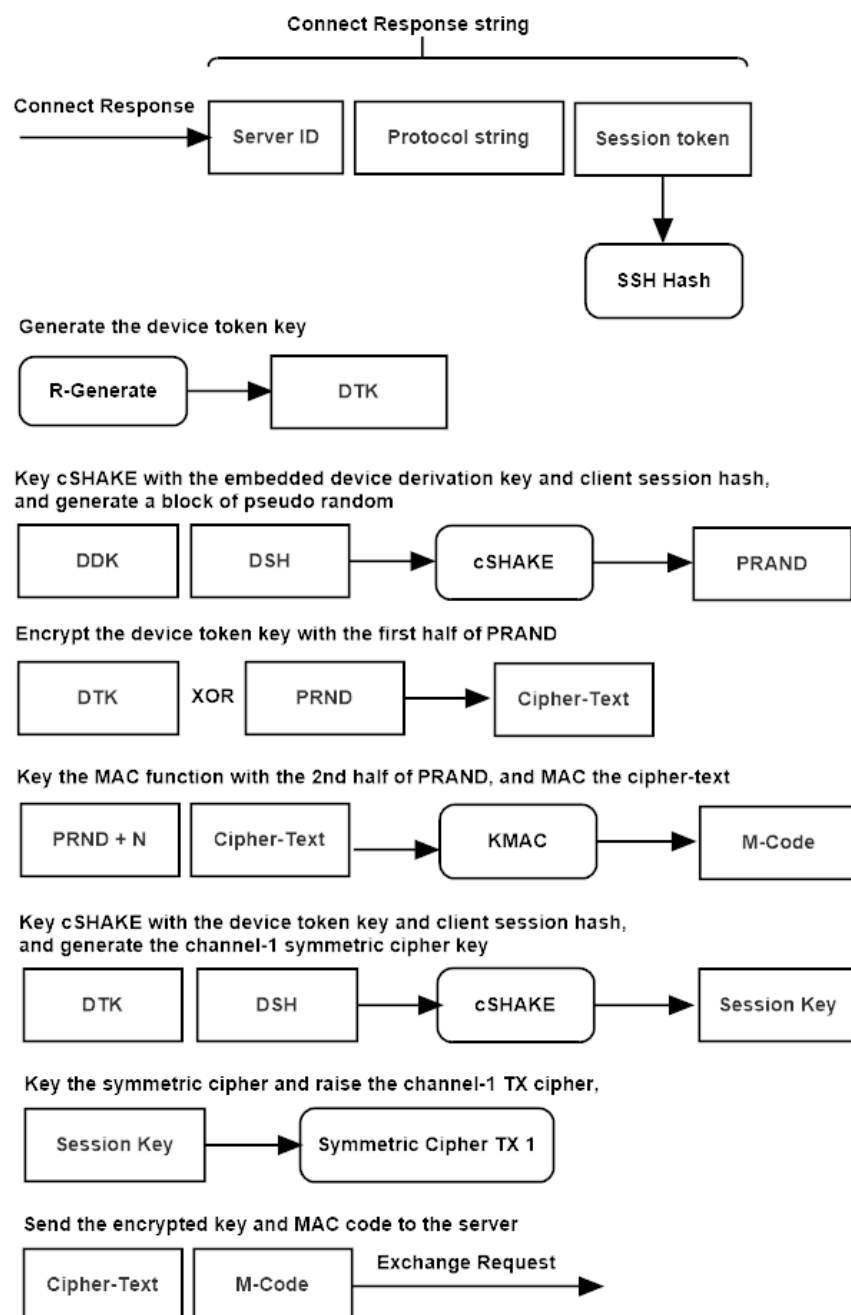 Connect Response string
Connect Response
Server ID
Protocol string
Session token
SSH Hash
Generate the device token key
R-Generate
DTK
Key cSHAKE with the embedded device derivation key and client session hash,
and generate a block of pseudo random
DDK
DSH
cSHAKE
PRAND
Encrypt the device token key with the first half of PRAND
DTK
XOR
PRND
Cipher-Text
Key the MAC function with the 2nd half of PRAND, and MAC the cipher-text
PRND + N
Cipher-Text
KMAC
M-Code
Key cSHAKE with the device token key and client session hash,
and generate the channel-1 symmetric cipher key
DTK
DSH
cSHAKE
Session Key
Key the symmetric cipher and raise the channel-1 TX cipher,
Session Key
Symmetric Cipher TX 1
Send the encrypted key and MAC code to the server
Cipher-Text
M-Code
Exchange Request